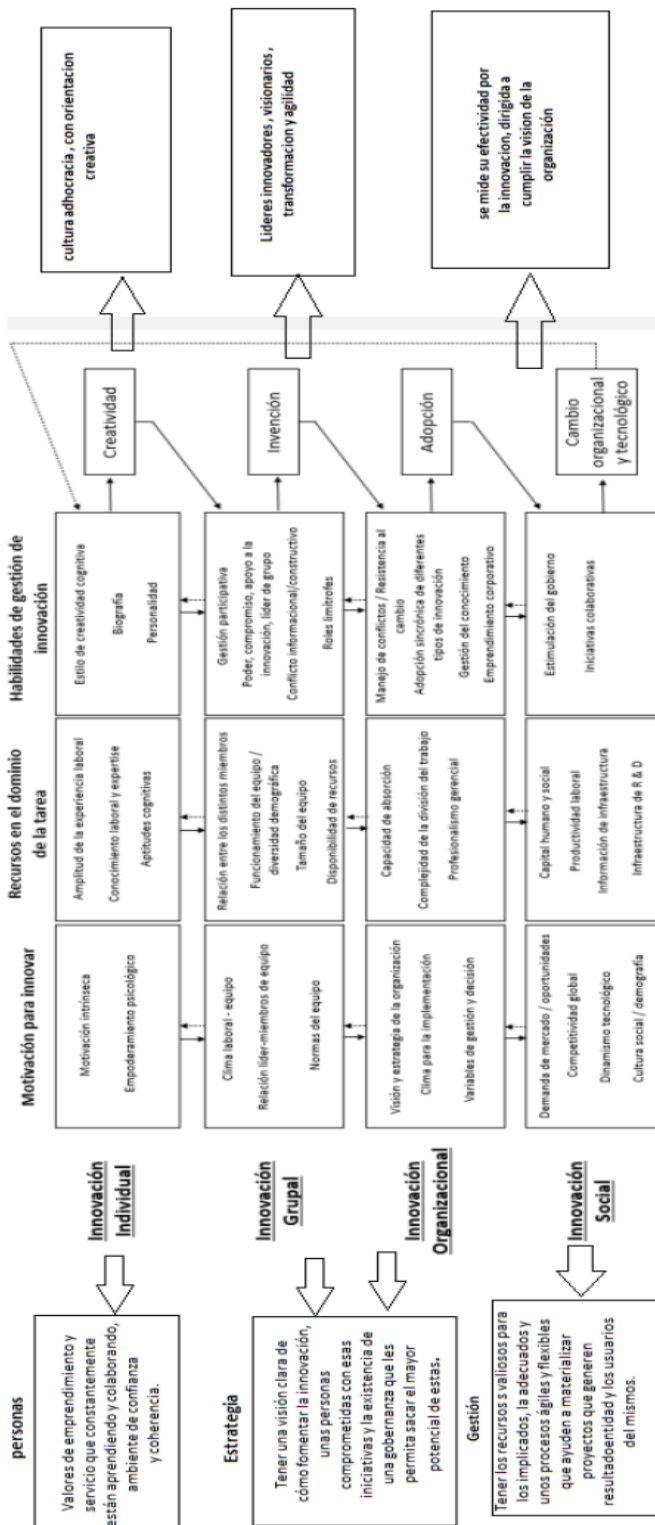 personas
Valores de emprendimiento y
servicio que constantemente
están aprendiendo y colaborando,
ambiente de confianza
y coherencia.
Estrategia
Tener una visión clara de
cómo fomentar la innovación,
unas personas
comprometidas con esas
iniciativas y la existencia de
una gobernanza que les
permita sacar el mayor
potencial de estas.
Gestión
Tener los recursos s valiosos para
los implicados, la adecuados y
unos procesos ágiles y flexibles
que ayuden a materializar
proyectos que generen
resultadoentidad y los usuarios
del mismos.
Innovación
Individual
Innovación
Grupal
Innovación
Organizacional
Innovación
Social
Motivación para innovar
Motivación intrínseca
Empoderamiento psicológico
Clima laboral - equipo
Relación líder-miembros de equipo
Normas del equipo
Visión y estrategia de la organización
Clima para la implementación
Variables de gestión y decisión
Demanda de mercado / oportunidades
Competitividad global
Dinamismo tecnológico
Cultura social / demografía
Recursos en el dominio
de la tarea
Amplitud de la experiencia laboral
Conocimiento laboral y expertise
Aptitudes cognitivas
Relación entre los distintos miembros
Funcionamiento del equipo /
diversidad demográfica
Tamaño del equipo
Disponibilidad de recursos
Capacidad de absorción
Complejidad de la división del trabajo
Profesionalismo gerencial
Capital humano y social
Productividad laboral
Información de infraestructura
Infraestructura de R & D
Habilidades de gestión de
innovación
Estilo de creatividad cognitiva
Biografía
Personalidad
Gestión participativa
Poder, compromiso, apoyo a la
innovación, líder de grupo
Conflicto informacional/constructivo
Roles limítrofes
Manejo de conflictos / Resistencia al
cambio
Adopción sincrónica de diferentes
tipos de innovación
Gestión del conocimiento
Emprendimiento corporativo
Estimulación del gobierno
Iniciativas colaborativas
Creatividad
Invención
Adopción
Cambio
organizacional
y tecnológico
cultura adhocracia , con orientacion
creativa
Lideres innovadores , visionarios ,
transformacion y agilidad
se mide su efectividad por
la innovacion, dirigida a
cumplir la vision de la
organización